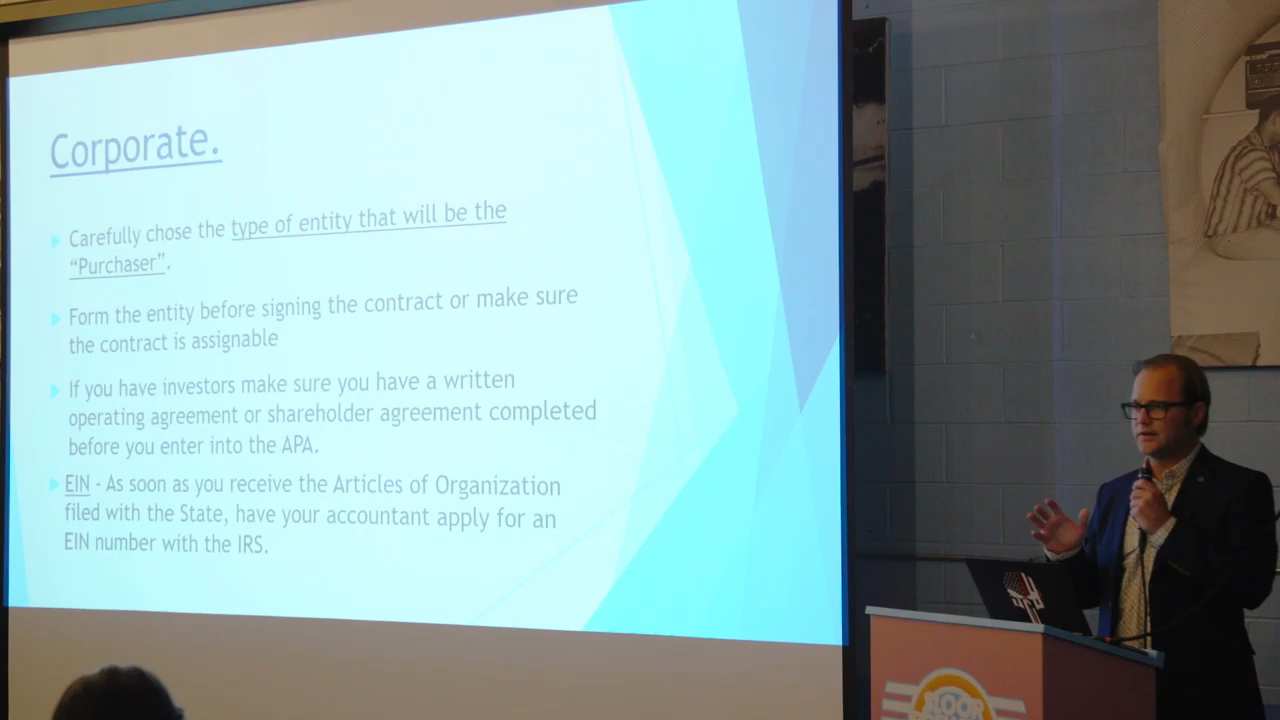 Corporate.
Carefully chose the type of entity that will be the
“Purchaser”.
Form the entity before signing the contract or make sure
the contract is assignable
If you have investors make sure you have a written
operating agreement or shareholder agreement completed
before you enter into the APA.
EIN - As soon as you receive the Articles of Organization
filed with the State, have your accountant apply for an
EIN number with the IRS.